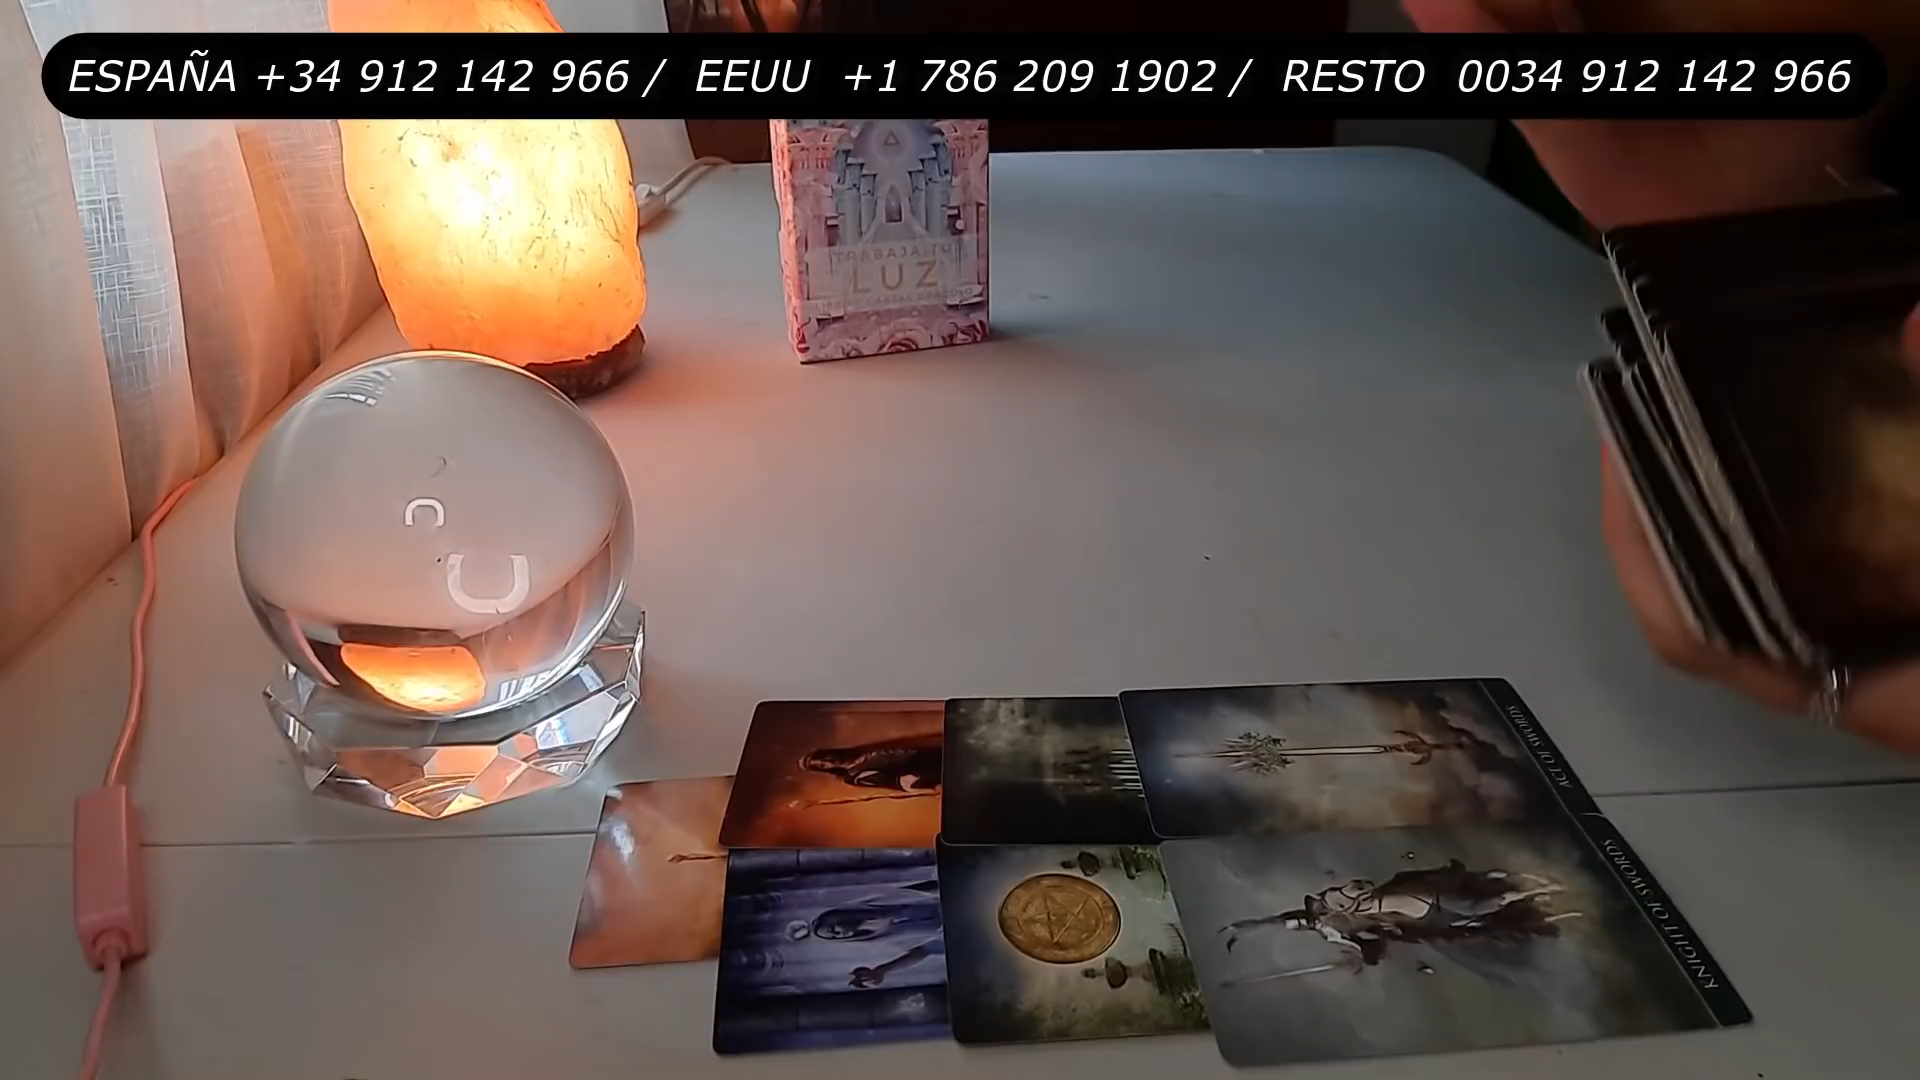 ESPAÑA +34 912 142 966 / EEUU +1 786 209 1902 / RESTO 0034 912 142 966
TRABAJA TU
LUZ
ACE OF SWORDS
KNIGHT OF SWORDS